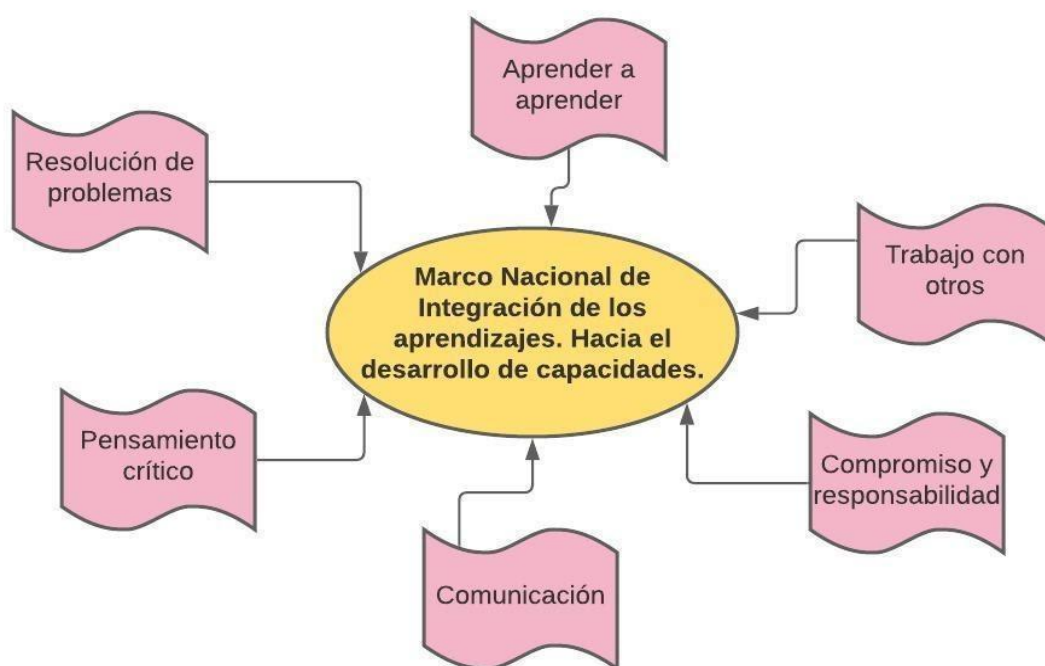 Aprender a
aprender
Resolución de
problemas
Trabajo con
otros
Marco Nacional de
Integración de los
aprendizajes. Hacia el
desarrollo de capacidades.
Pensamiento
crítico
Compromiso y
responsabilidad
Comunicación